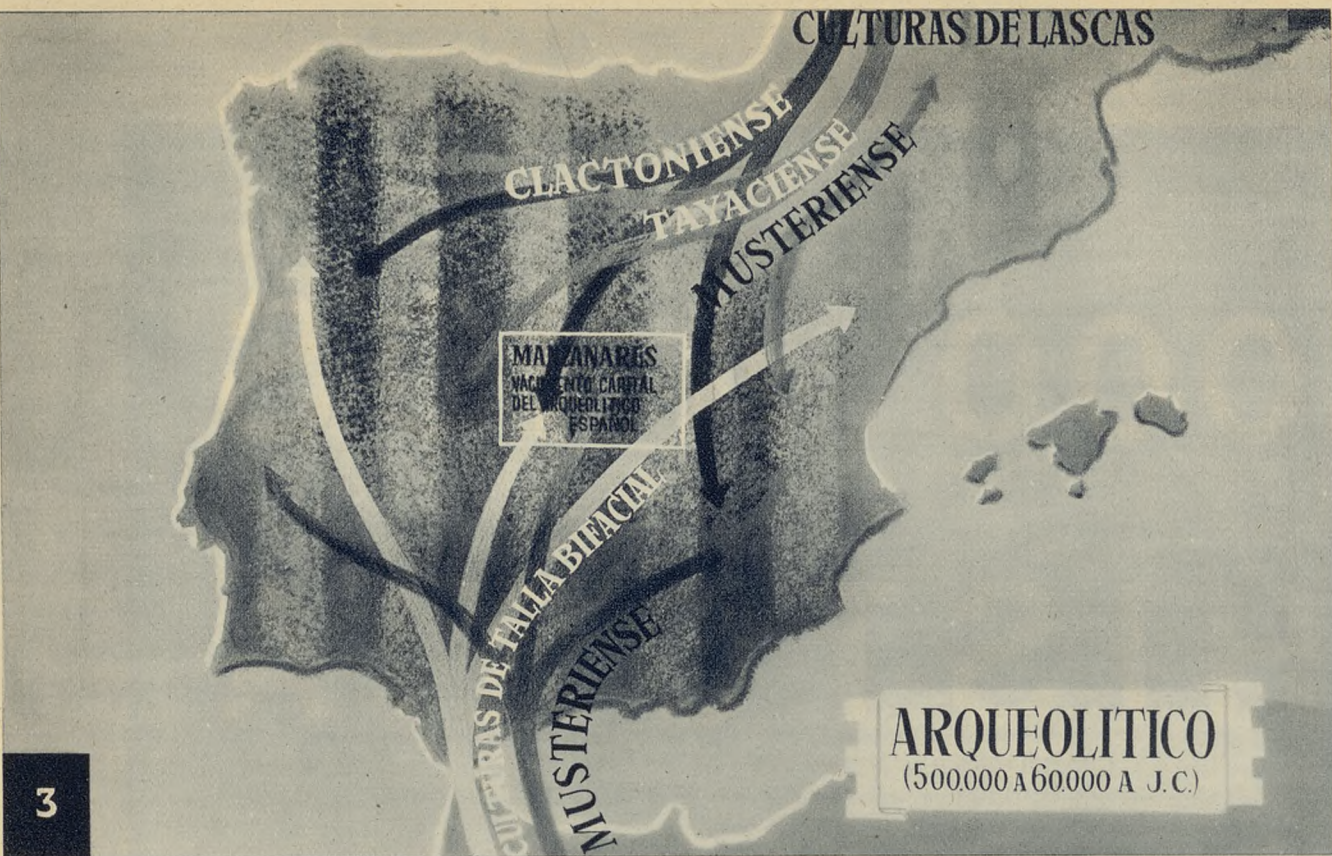 CULTURAS DE LASCAS
CLACTONIENSE
TAYACIENSE
MUSTERIENSE
MANZANARES
YACIMIENTO CAPITAL
DEL ARQUEOLITICO
ESPAÑOL
CULTURAS DE TALLA BIFACIAL
MUSTERIENSE
ARQUEOLITICO
(500.000 A 60.000 A J.C.)
3